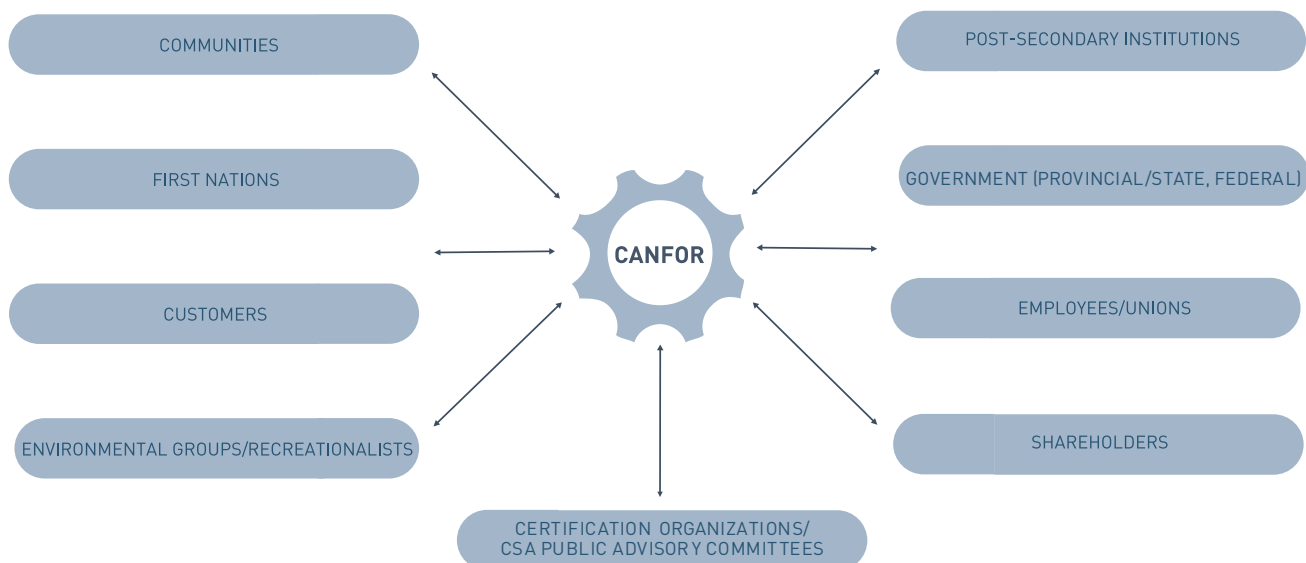 COMMUNITIES
FIRST NATIONS
CUSTOMERS
ENVIRONMENTAL GROUPS/RECREATIONALISTS
CANFOR
CERTIFICATION ORGANIZATIONS/
CSA PUBLIC ADVISORY COMMITTEES
POST-SECONDARY INSTITUTIONS
GOVERNMENT (PROVINCIAL/STATE, FEDERAL)
EMPLOYEES/UNIONS
SHAREHOLDERS